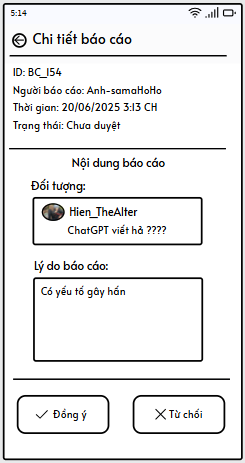 5:14
Chi tiết báo cáo
ID: BC_154
Người báo cáo: Anh-samaHoHo
Thời gian: 20/06/2025 3:13 CH
Trạng thái: Chưa duyệt
Nội dung báo cáo
Đối tượng:
Hien_TheAlter
ChatGPT viết hả ????
Lý do báo cáo:
Có yếu tố gây hấn
Đồng ý
Từ chối